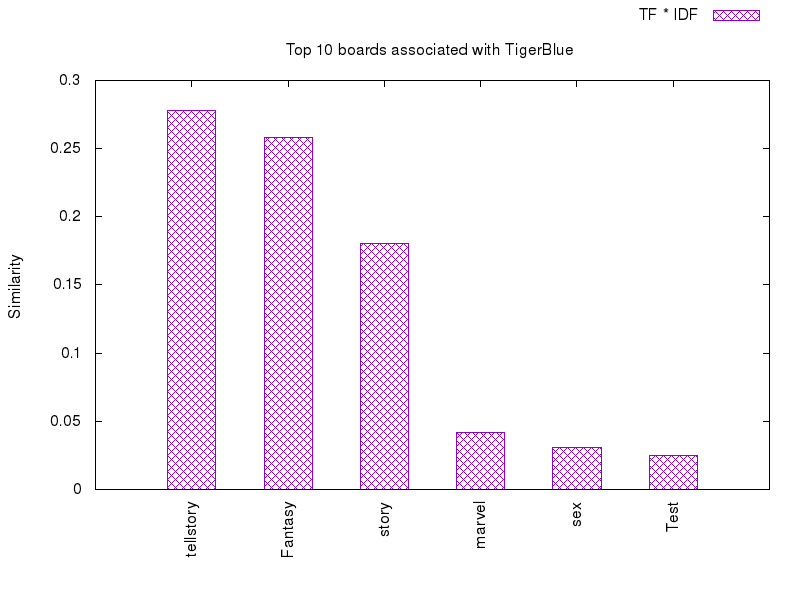 TF * IDF
Top 10 boards associated with TigerBlue
0.3
0.25
0.2
0.15
0.1
0.05
0
Similarity
tellstory
Fantasy
story
marvel
sex
Test